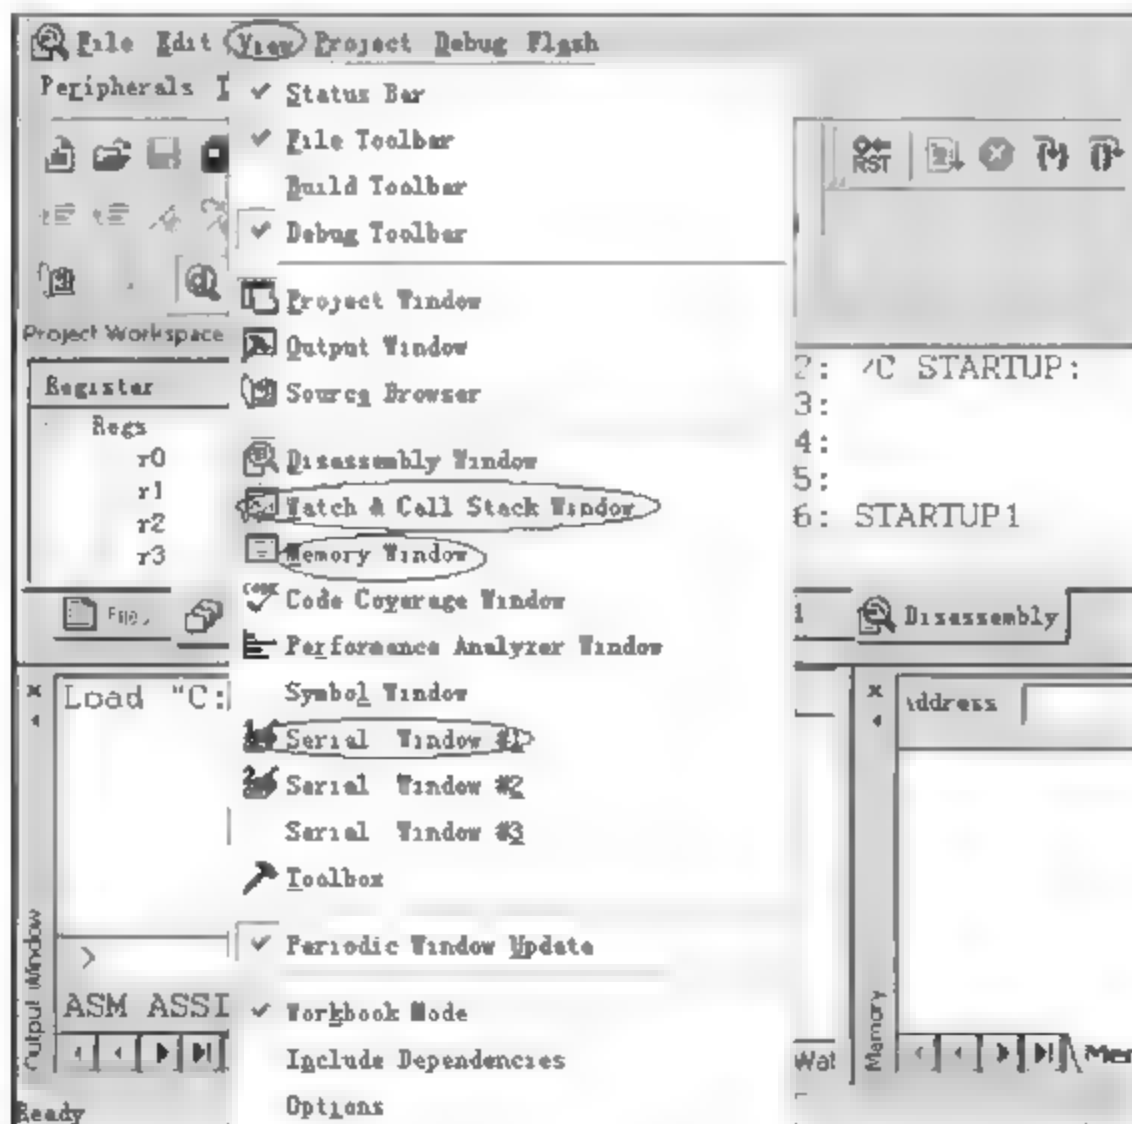 File Edit View Project Debug Flash
Peripherals
Status Bar
File Toolbar
Build Toolbar
Debug Toolbar
RST
Project Window
Output Window
Source Browser
Disassembly Window
Watch & Call Stack Window
Memory Window
Code Coverage Window
Performance Analyzer Window
Symbol Window
Serial Window #1
Serial Window #2
Serial Window #3
Toolbox
Periodic Window Update
Workbook Mode
Include Dependencies
Options
Project Workspace
Register
Regs
r0
r1
r2
r3
2: ?C STARTUP:
3:
4:
5:
6: STARTUP1
Disassembly
Load "C:
>
ASM ASSI
Output Window
Address
Memory
Wat
Mem
Ready